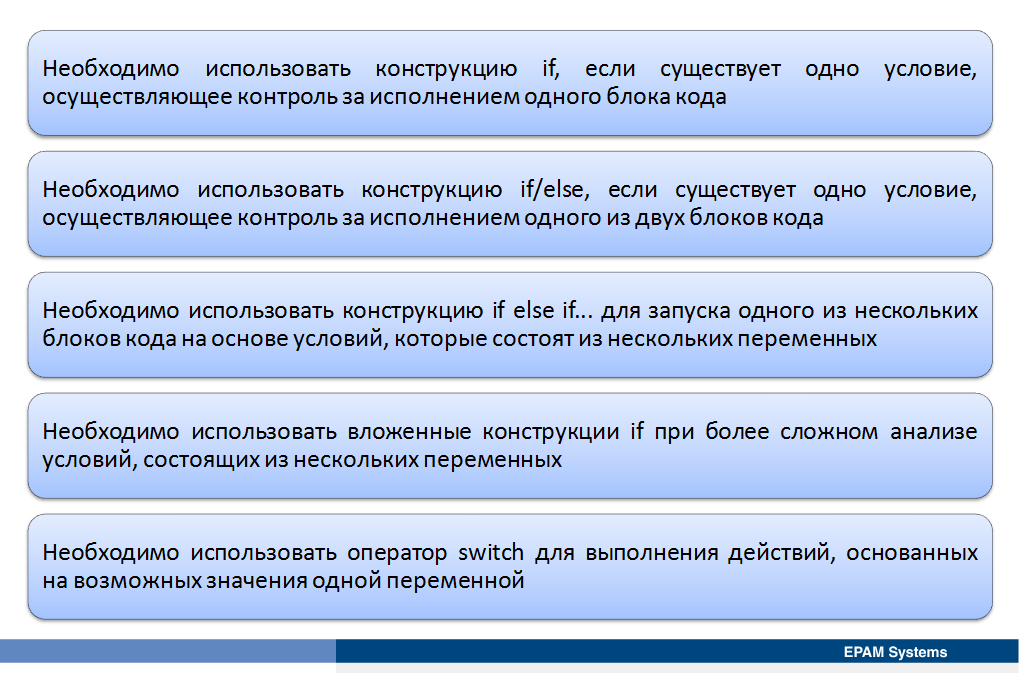 Необходимо использовать конструкцию if, если существует одно условие,
осуществляющее контроль за исполнением одного блока кода
Необходимо использовать конструкцию if/else, если существует одно условие,
осуществляющее контроль за исполнением одного из двух блоков кода
Необходимо использовать конструкцию if else if... для запуска одного из нескольких
блоков кода на основе условий, которые состоят из нескольких переменных
Необходимо использовать вложенные конструкции if при более сложном анализе
условий, состоящих из нескольких переменных
Необходимо использовать оператор switch для выполнения действий, основанных
на возможных значения одной переменной
EPAM Systems